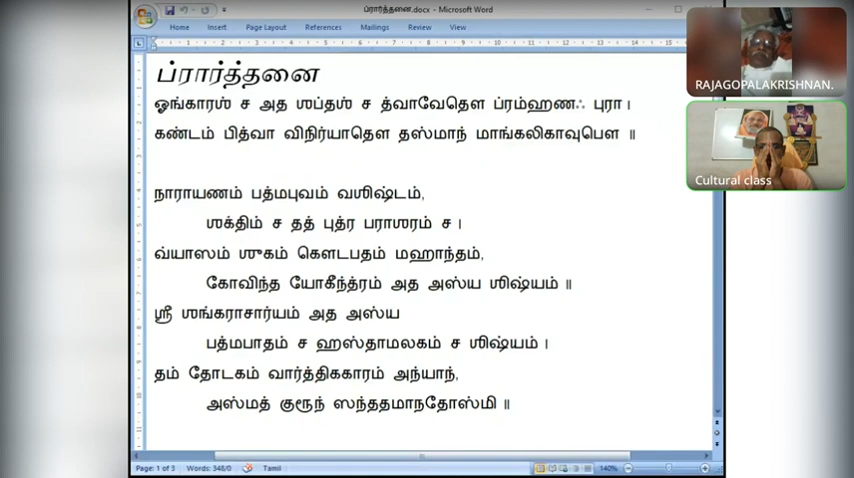 ப்ரார்த்தனை.docx - Microsoft Word
Home Insert Page Layout References Mailings Review View
ப்ரார்த்தனை
ஓங்காரஶ் ச அத ஶப்தஶ் ச த்வாவேதௌ ப்ரம்ஹணஃ புரா ।
கண்டம் பித்வா விநிர்யாதௌ தஸ்மாந் மாங்கலிகாவுபௌ ॥
நாராயணம் பத்மபுவம் வஶிஷ்டம்,
ஶக்திம் ச தத் புத்ர பராஶரம் ச ।
வ்யாஸம் ஶுகம் கௌடபதம் மஹாந்தம்,
கோவிந்த யோகீந்த்ரம் அத அஸ்ய ஶிஷ்யம் ॥
ஸ்ரீ ஶங்கராசார்யம் அத அஸ்ய
பத்மபாதம் ச ஹஸ்தாமலகம் ச ஶிஷ்யம் ।
தம் தோடகம் வார்த்திககாரம் அந்யாந்,
அஸ்மத் குரூந் ஸந்ததமாநதோஸ்மி ॥
Page: 1 of 3 Words: 348/0 Tamil 140%
RAJAGOPALAKRISHNAN.
Cultural class